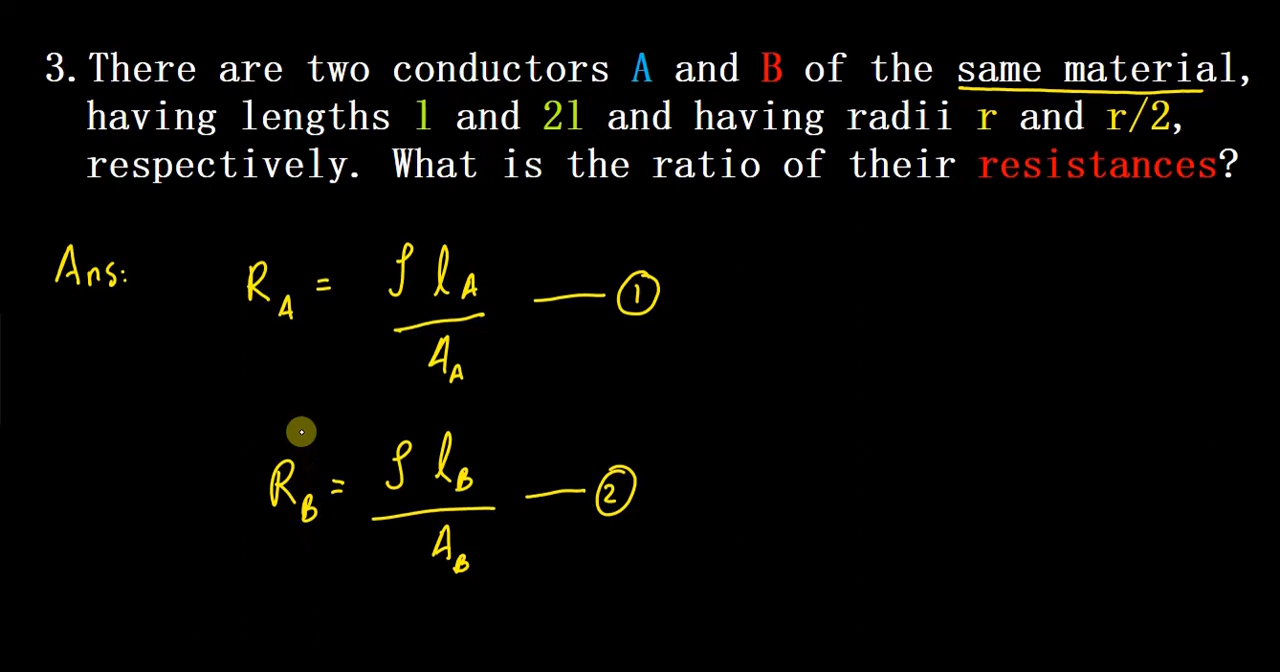 3. There are two conductors A and B of the same material,
having lengths l and 2l and having radii r and r/2,
respectively. What is the ratio of their resistances?
Ans: R_A = ρ l_A / A_A —— ①
R_B = ρ l_B / A_B —— ②